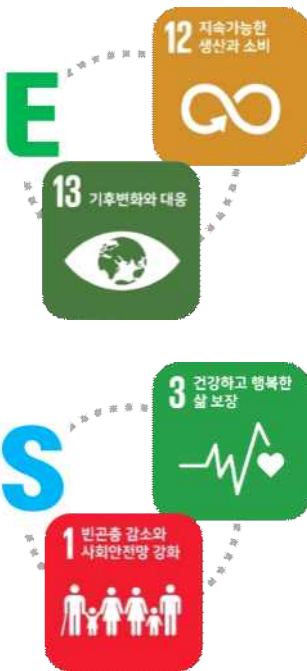 E
12 지속가능한
생산과 소비
13 기후변화와 대응
S
3 건강하고 행복한
삶 보장
1 빈곤층 감소와
사회안전망 강화